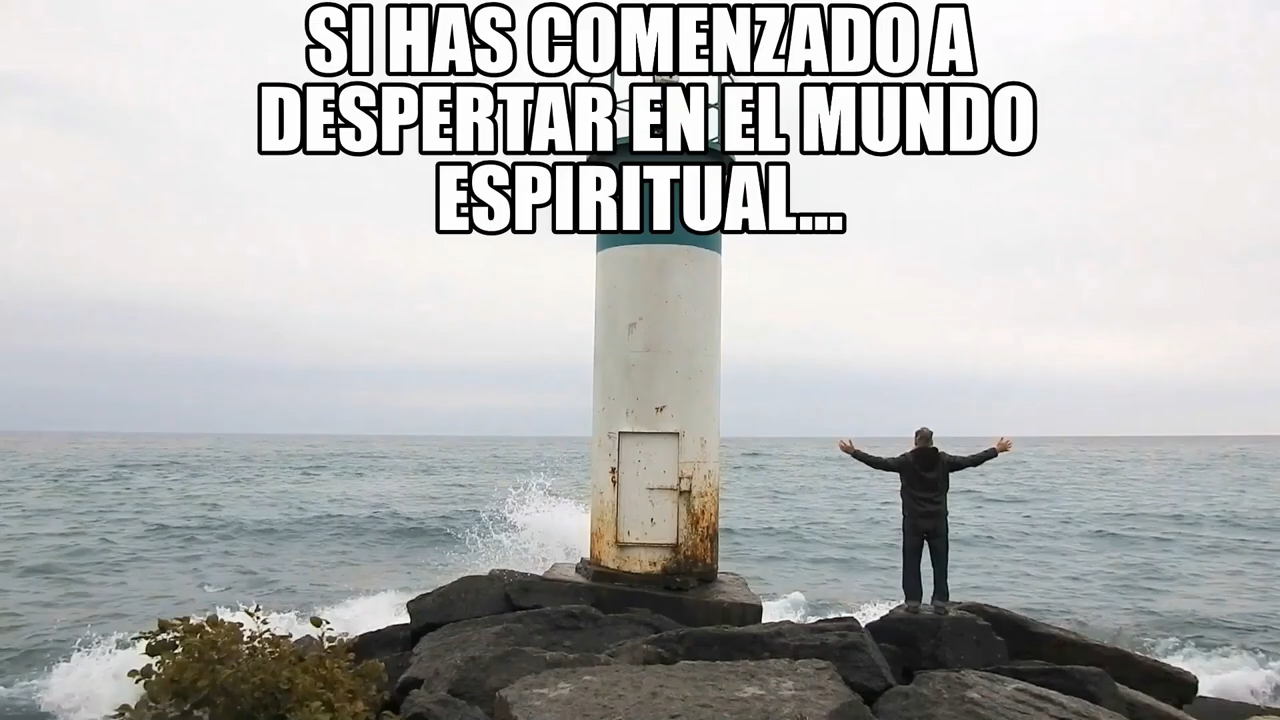 SI HAS COMENZADO A
DESPERTAR EN EL MUNDO
ESPIRITUAL...